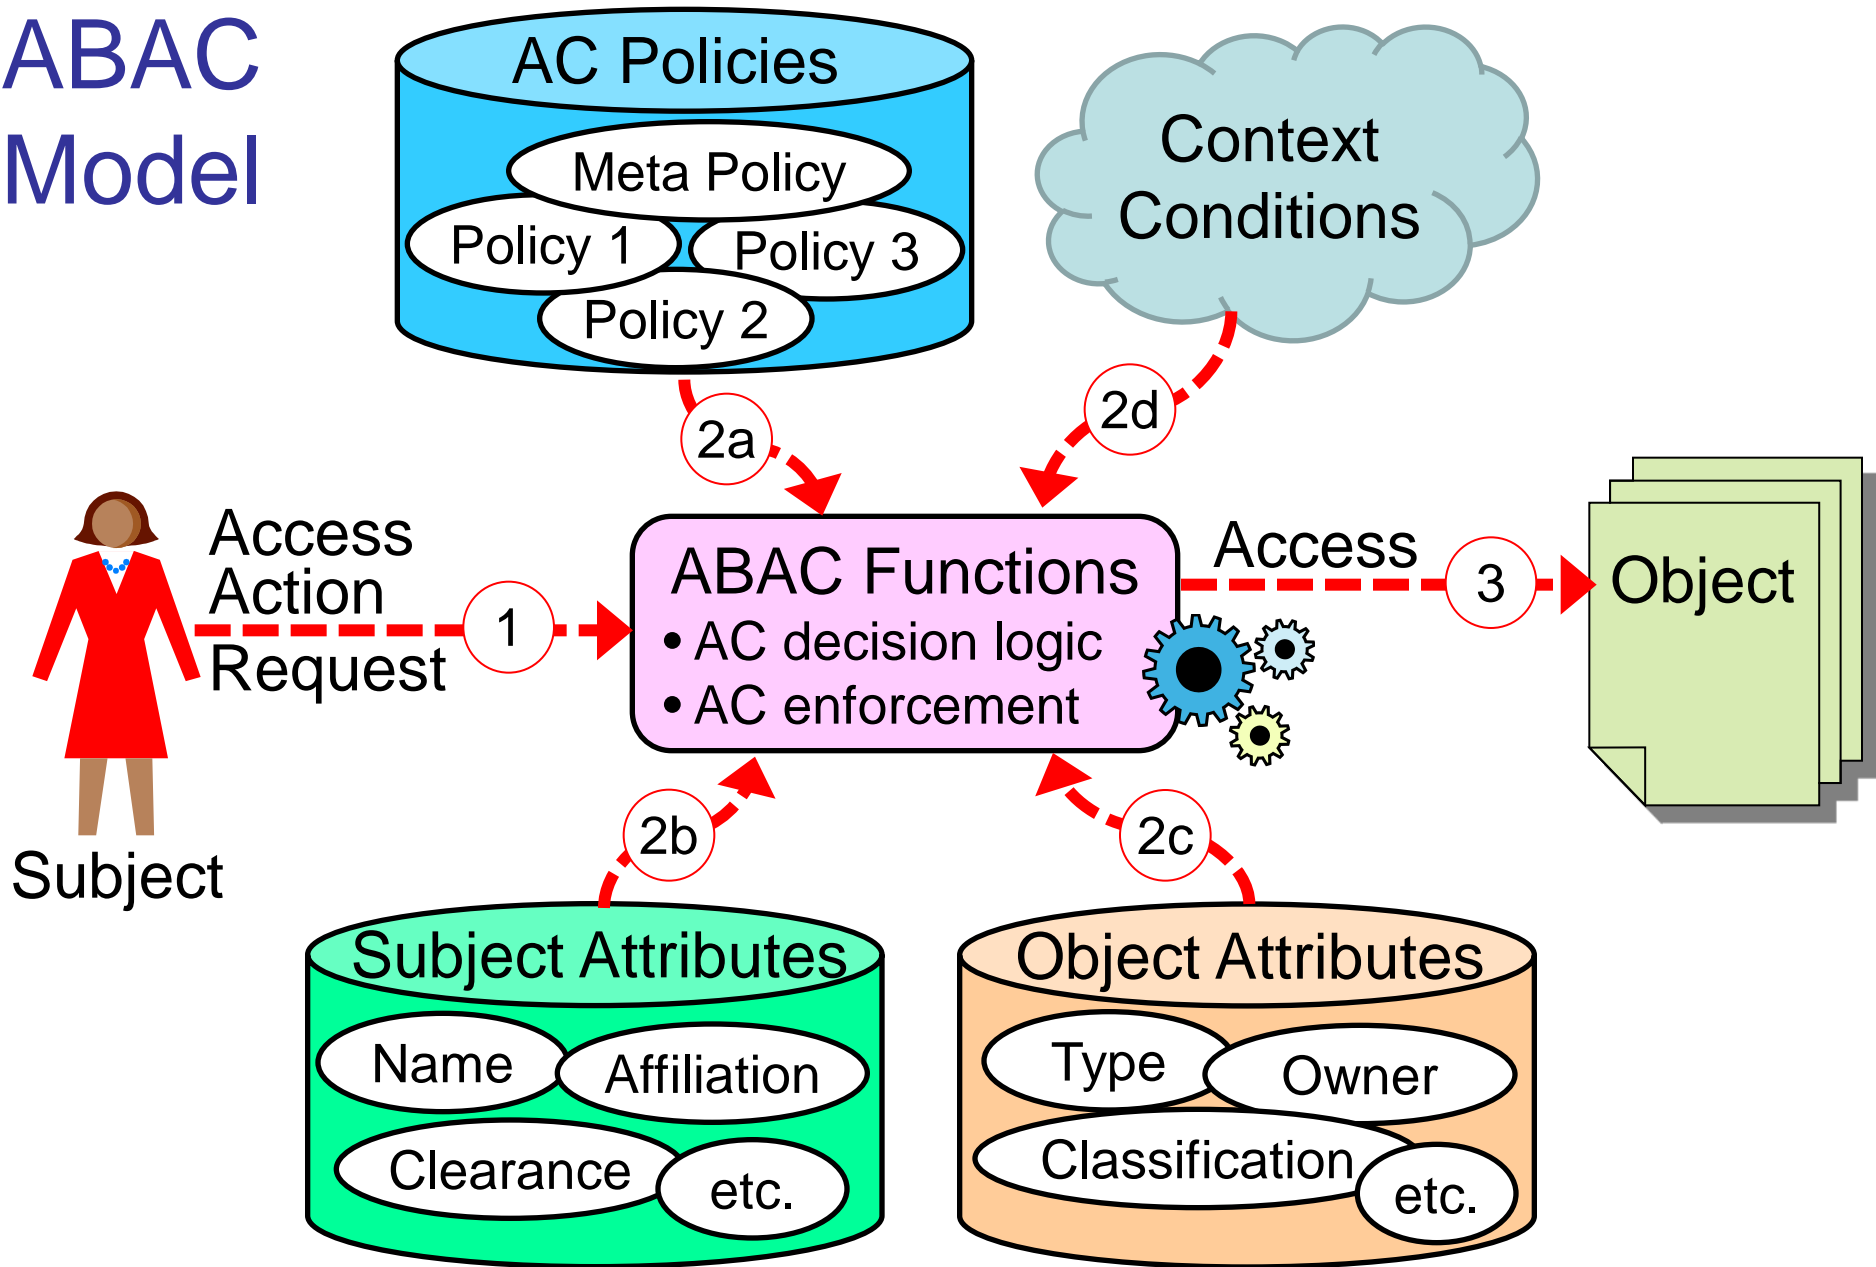 ABAC
Model
AC Policies
Meta Policy
Policy 1
Policy 3
Policy 2
Context
Conditions
2a
2d
Access
Action
Request
1
Subject
ABAC Functions
• AC decision logic
• AC enforcement
Access
3
Object
2b
2c
Subject Attributes
Name
Affiliation
Clearance
etc.
Object Attributes
Type
Owner
Classification
etc.